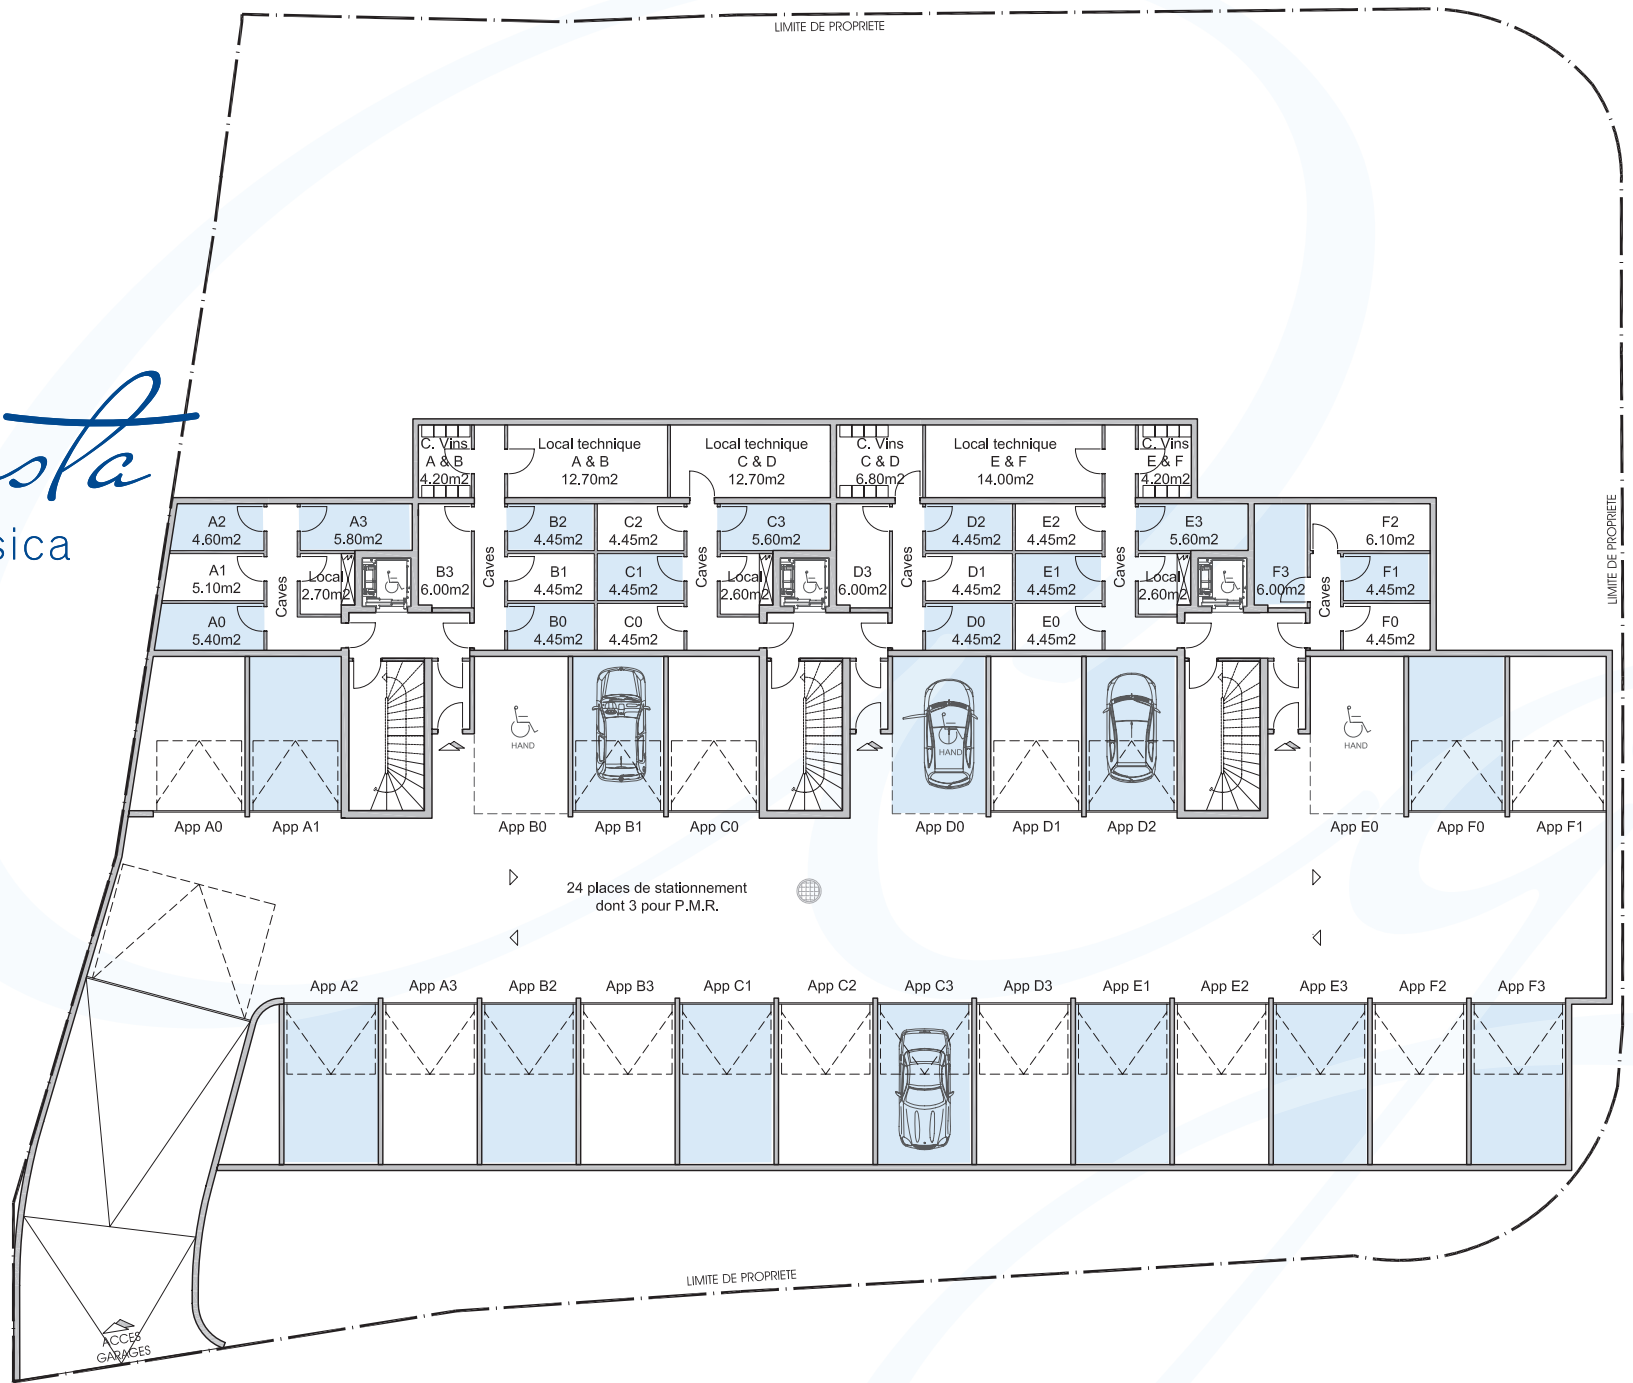 LIMITE DE PROPRIETE
LIMITE DE PROPRIETE
sta
sica
C. Vins
A & B
4.20m2
Local technique
A & B
12.70m2
Local technique
C & D
12.70m2
C. Vins
C & D
6.80m2
Local technique
E & F
14.00m2
C. Vins
E & F
4.20m2
A2
4.60m2
A3
5.80m2
B2
4.45m2
C2
4.45m2
C3
5.60m2
D2
4.45m2
E2
4.45m2
E3
5.60m2
F2
6.10m2
A1
5.10m2
Caves
Local
2.70m2
B3
6.00m2
Caves
B1
4.45m2
C1
4.45m2
Caves
Local
2.60m2
D3
6.00m2
Caves
D1
4.45m2
E1
4.45m2
Caves
Local
2.60m2
F3
6.00m2
Caves
F1
4.45m2
A0
5.40m2
B0
4.45m2
C0
4.45m2
D0
4.45m2
E0
4.45m2
F0
4.45m2
HAND
HAND
HAND
App A0
App A1
App B0
App B1
App C0
App D0
App D1
App D2
App E0
App F0
App F1
24 places de stationnement
dont 3 pour P.M.R.
App A2
App A3
App B2
App B3
App C1
App C2
App C3
App D3
App E1
App E2
App E3
App F2
App F3
LIMITE DE PROPRIETE
ACCES
GARAGES